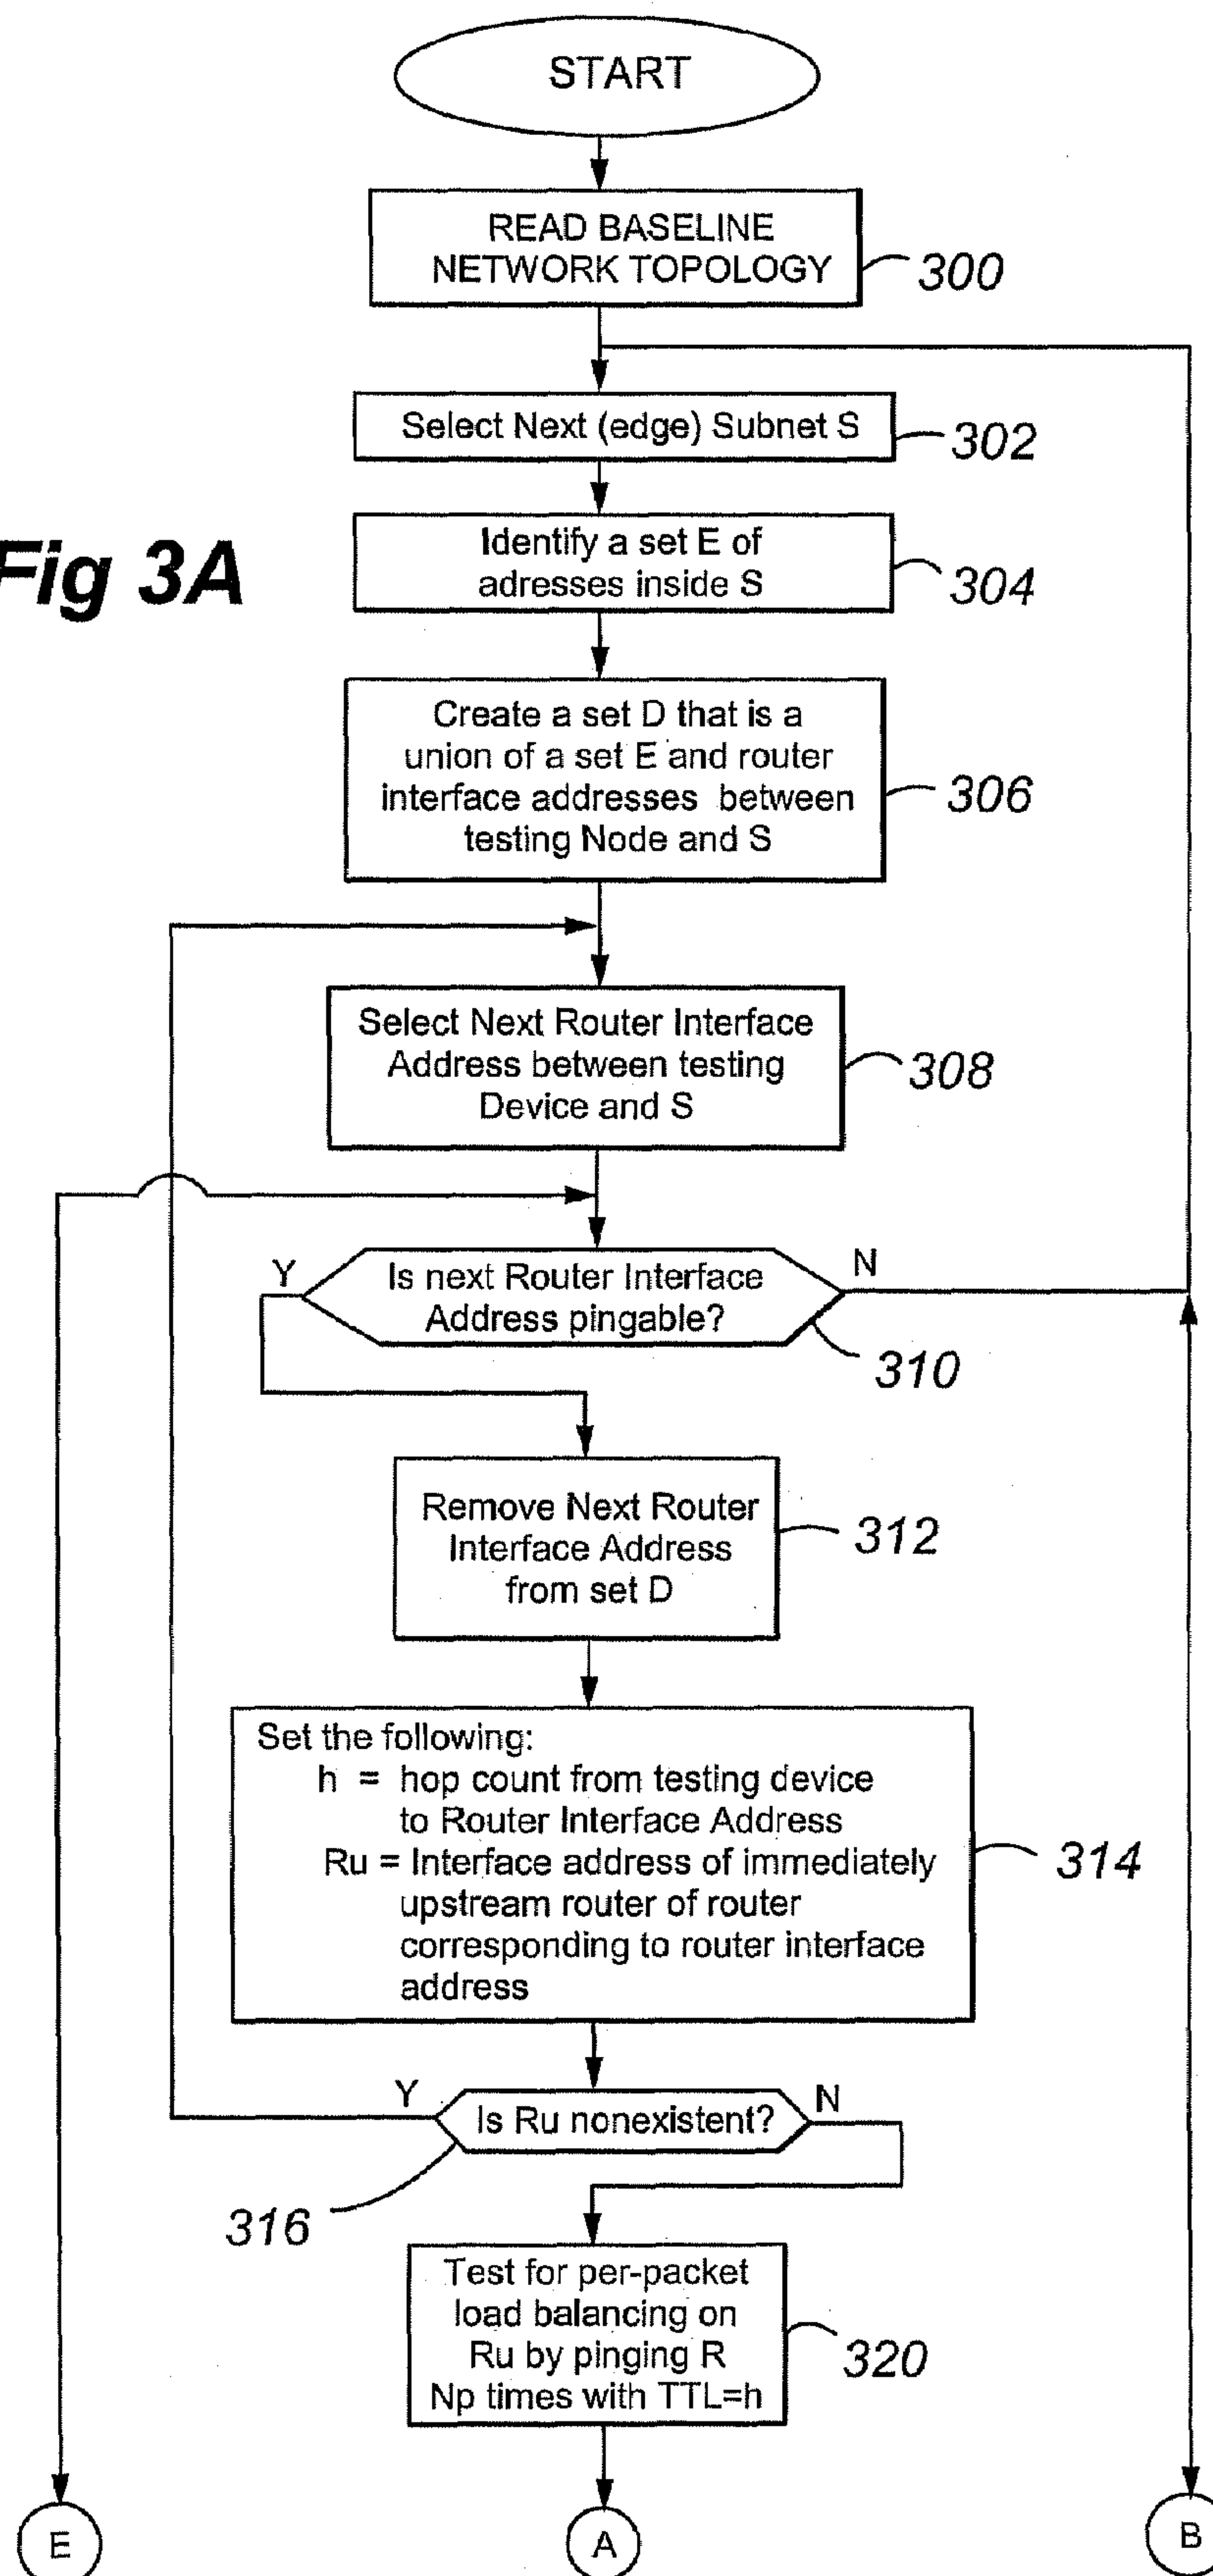 START
READ BASELINE
NETWORK TOPOLOGY
300
Select Next (edge) Subnet S
302
Fig 3A
Identify a set E of
adresses inside S
304
Create a set D that is a
union of a set E and router
interface addresses between
testing Node and S
306
Select Next Router Interface
Address between testing
Device and S
308
Y
Is next Router Interface
Address pingable?
N
310
Remove Next Router
Interface Address
from set D
312
Set the following:
h = hop count from testing device
to Router Interface Address
Ru = Interface address of immediately
upstream router of router
corresponding to router interface
address
314
Y
Is Ru nonexistent?
N
316
Test for per-packet
load balancing on
Ru by pinging R
Np times with TTL=h
320
E
A
B